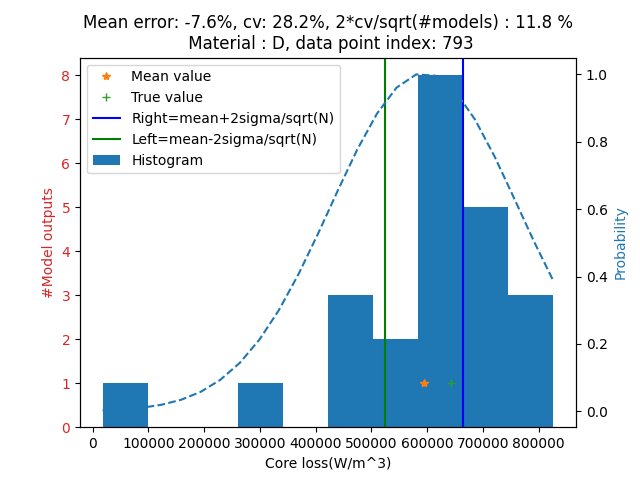 Mean error: -7.6%, cv: 28.2%, 2*cv/sqrt(#models) : 11.8 %
Material : D, data point index: 793
Mean value
True value
Right=mean+2sigma/sqrt(N)
Left=mean-2sigma/sqrt(N)
Histogram
#Model outputs
8
7
6
5
4
3
2
1
0
1.0
0.8
0.6
0.4
0.2
0.0
Probability
0 100000 200000 300000 400000 500000 600000 700000 800000
Core loss(W/m^3)